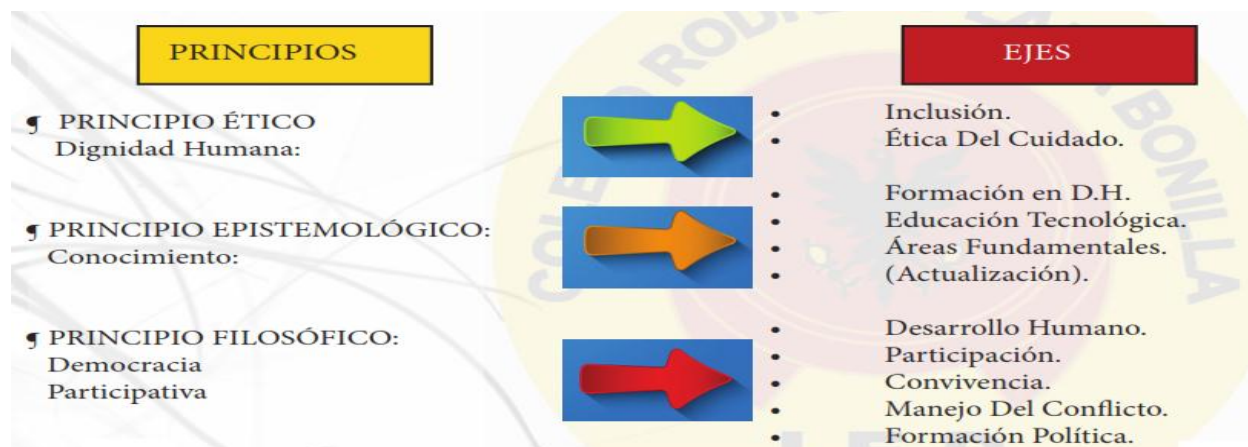 PRINCIPIOS
EJES
¶ PRINCIPIO ÉTICO
Dignidad Humana:
• Inclusión.
• Ética Del Cuidado.
¶ PRINCIPIO EPISTEMOLÓGICO:
Conocimiento:
• Formación en D.H.
• Educación Tecnológica.
• Áreas Fundamentales.
• (Actualización).
¶ PRINCIPIO FILOSÓFICO:
Democracia
Participativa
• Desarrollo Humano.
• Participación.
• Convivencia.
• Manejo Del Conflicto.
• Formación Política.
BONILLA